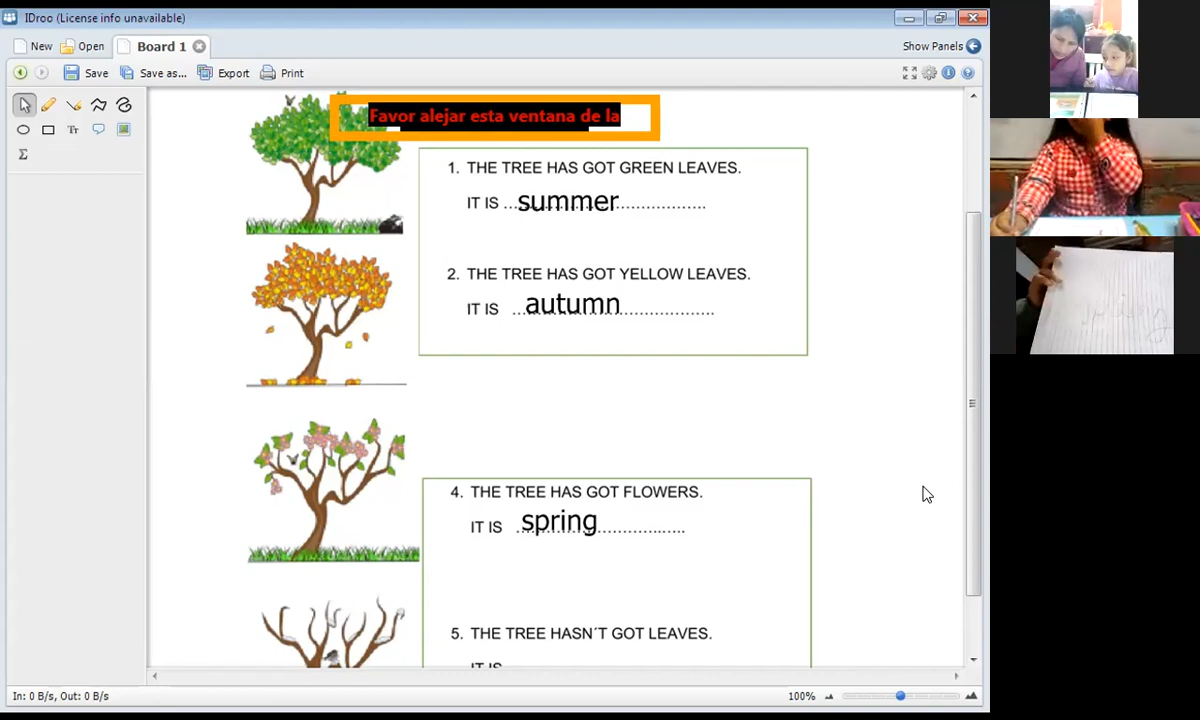 IDroo (License info unavailable)
New Open Board 1 Show Panels
Save Save as... Export Print
Favor alejar esta ventana de la
1. THE TREE HAS GOT GREEN LEAVES.
IT IS ...summer..................
2. THE TREE HAS GOT YELLOW LEAVES.
IT IS ..autumn....................
4. THE TREE HAS GOT FLOWERS.
IT IS .spring....................
5. THE TREE HASN´T GOT LEAVES.
IT IS
In: 0 B/s, Out: 0 B/s 100%